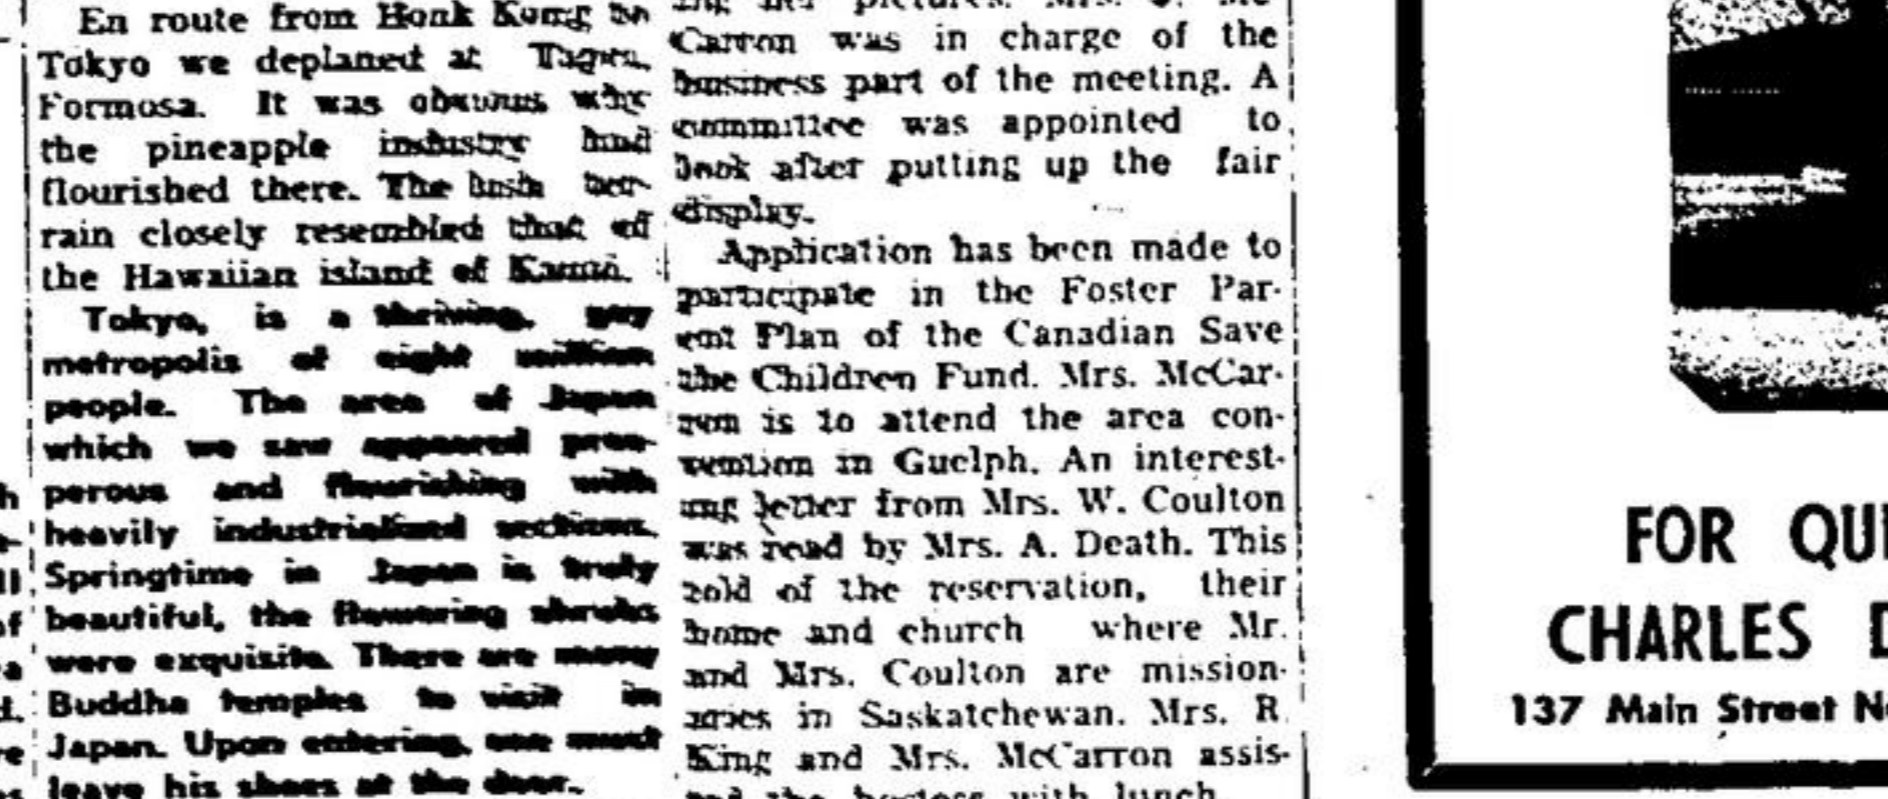 En route from Honk Kong to
Tokyo we deplaned at
Formosa. It was obvious why
the pineapple industry had
flourished there. The lush ter-
rain closely resembled that of
the Hawaiian island of Kauai.
Tokyo, is a thriving, gay
metropolis of eight million
people. The area of Japan
which we saw appeared pros-
perous and flourishing with
heavily industrialized sections.
Springtime in Japan is truly
beautiful, the flowering shrubs
were exquisite. There are many
Buddha temples to visit in
Japan. Upon entering, one must
leave his shoes at the door.
Carron was in charge of the
business part of the meeting. A
committee was appointed to
look after putting up the fair
display.
Application has been made to
participate in the Foster Par-
ent Plan of the Canadian Save
the Children Fund. Mrs. McCar-
ron is to attend the area con-
vention in Guelph. An interest-
ing letter from Mrs. W. Coulton
was read by Mrs. A. Death. This
told of the reservation, their
home and church where Mr.
and Mrs. Coulton are mission-
aries in Saskatchewan. Mrs. R.
King and Mrs. McCarron assis-
the hostess with lunch.
FOR QUI
CHARLES D
137 Main Street No